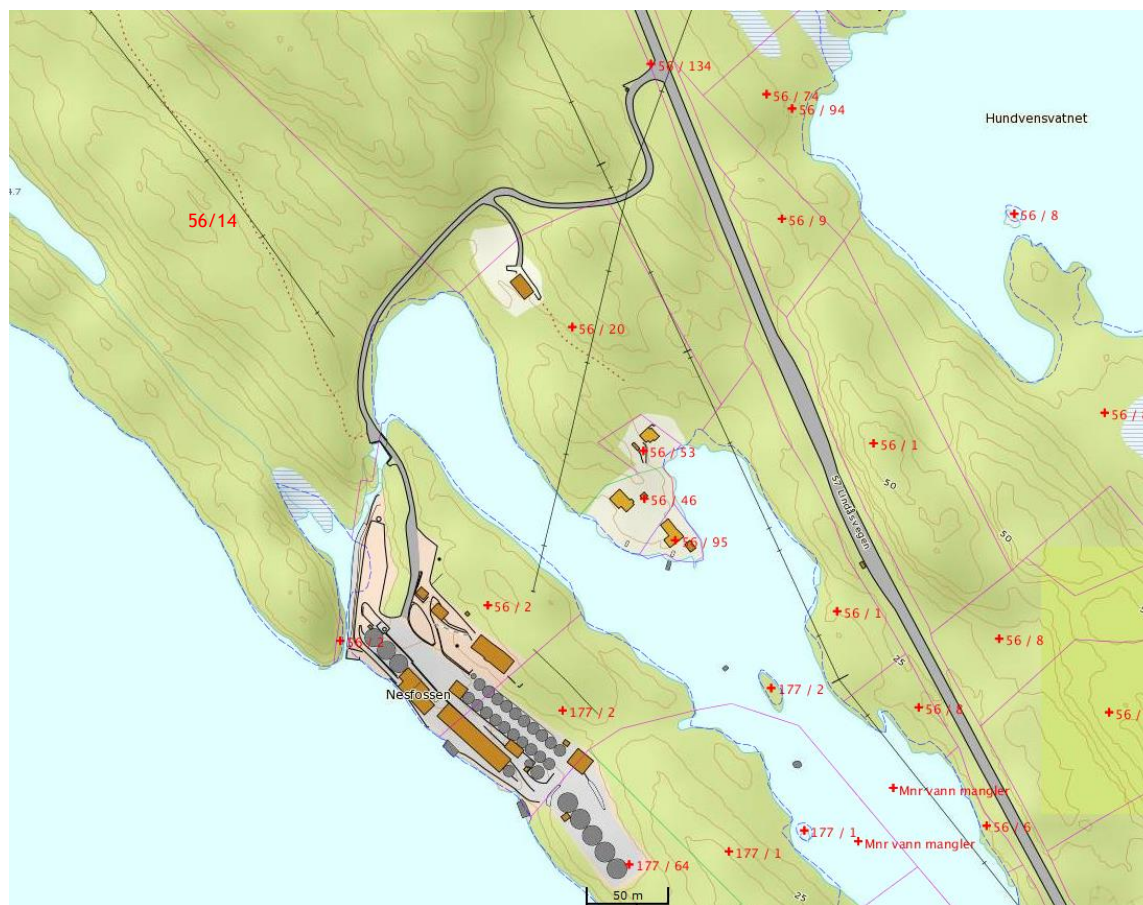 56 / 134
56 / 74
56 / 94
Hundvensvatnet
4.7
56/14
56 / 9
56 / 8
56 / 20
56 / 53
56 / 1
50
56 / 46
57 Lindåsvegen
50
56 / 95
56 / 2
56 / 1
56 / 2
56 / 8
25
Nesfossen
177 / 2
177 / 2
56 / 8
Mnr vann mangler
177 / 1
56 / 6
Mnr vann mangler
177 / 1
177 / 64
50 m
25